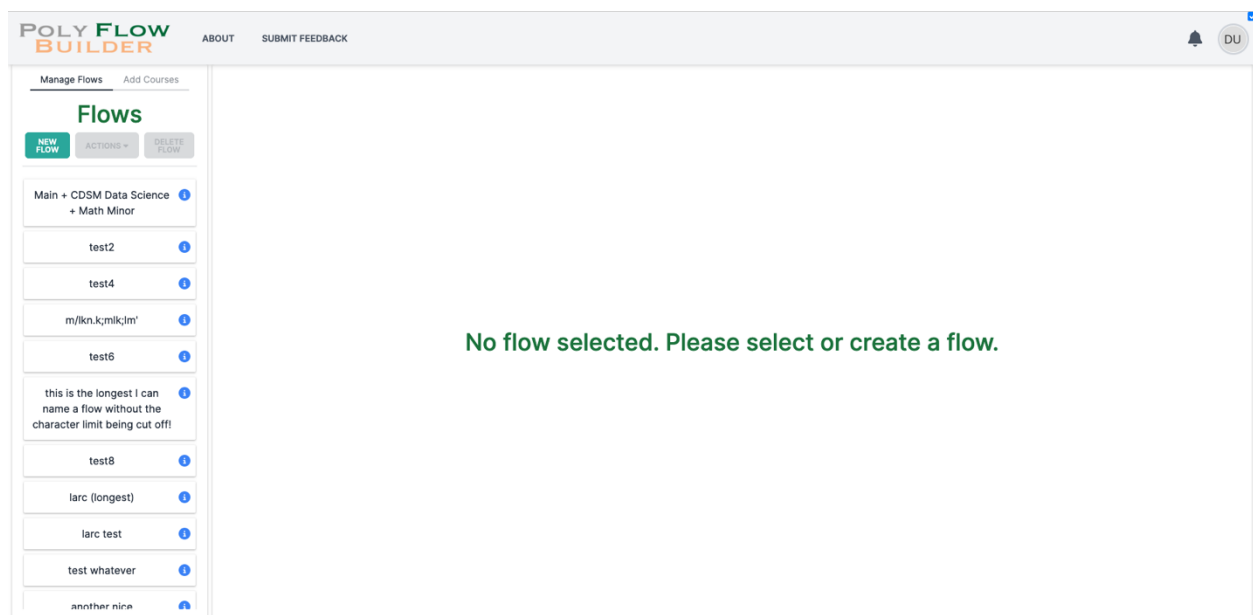 POLY FLOW
BUILDER
ABOUT
SUBMIT FEEDBACK
DU
Manage Flows
Add Courses
Flows
NEW
FLOW
ACTIONS
DELETE
FLOW
Main + CDSM Data Science
+ Math Minor
test2
test4
m/lkn.k;mlk;lm'
test6
this is the longest I can
name a flow without the
character limit being cut off!
test8
larc (longest)
larc test
test whatever
another nice
No flow selected. Please select or create a flow.